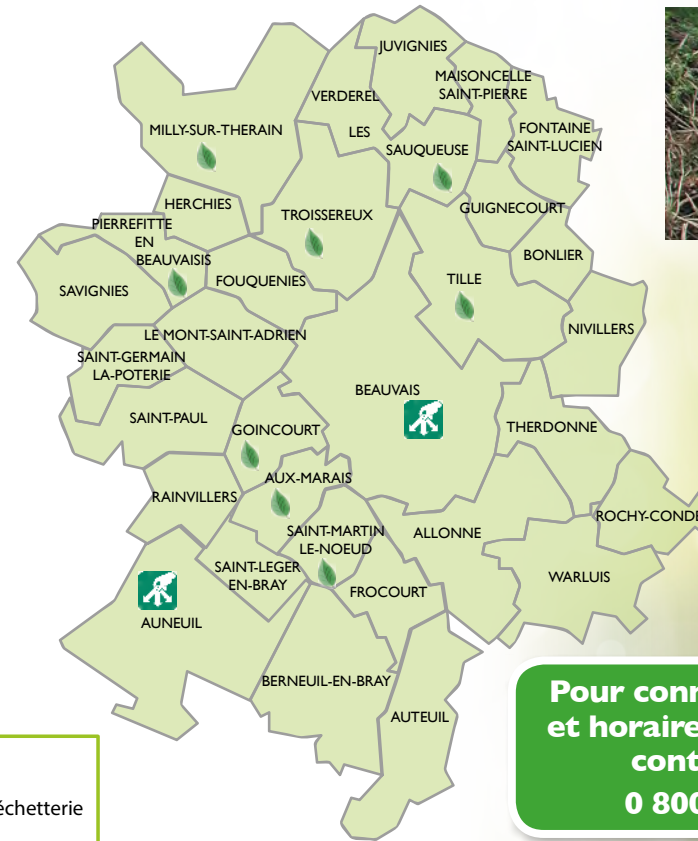 JUVIGNIES
MAISONCELLE
SAINT-PIERRE
VERDEREL
LES
SAUQUEUSE
FONTAINE
SAINT-LUCIEN
MILLY-SUR-THERAIN
HERCHIES
TROISSEREUX
GUIGNECOURT
PIERREFITTE
EN
BEAUVAISIS
BONLIER
SAVIGNIES
FOUQUENIES
TILLE
NIVILLERS
LE MONT-SAINT-ADRIEN
SAINT-GERMAIN
LA-POTERIE
BEAUVAIS
SAINT-PAUL
GOINCOURT
THERDONNE
AUX-MARAIS
RAINVILLERS
ROCHY-CONDE
SAINT-MARTIN
LE-NOEUD
ALLONNE
SAINT-LEGER
EN-BRAY
FROCOURT
WARLUIS
AUNEUIL
BERNEUIL-EN-BRAY
AUTEUIL
Pour conn
et horaire
cont
0 800
échetterie